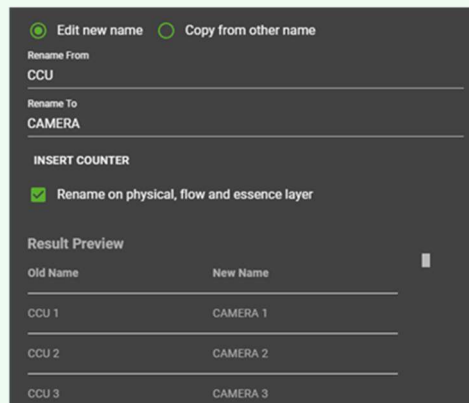 Edit new name Copy from other name
Rename From
CCU
Rename To
CAMERA
INSERT COUNTER
Rename on physical, flow and essence layer
Result Preview
Old Name New Name
CCU 1 CAMERA 1
CCU 2 CAMERA 2
CCU 3 CAMERA 3